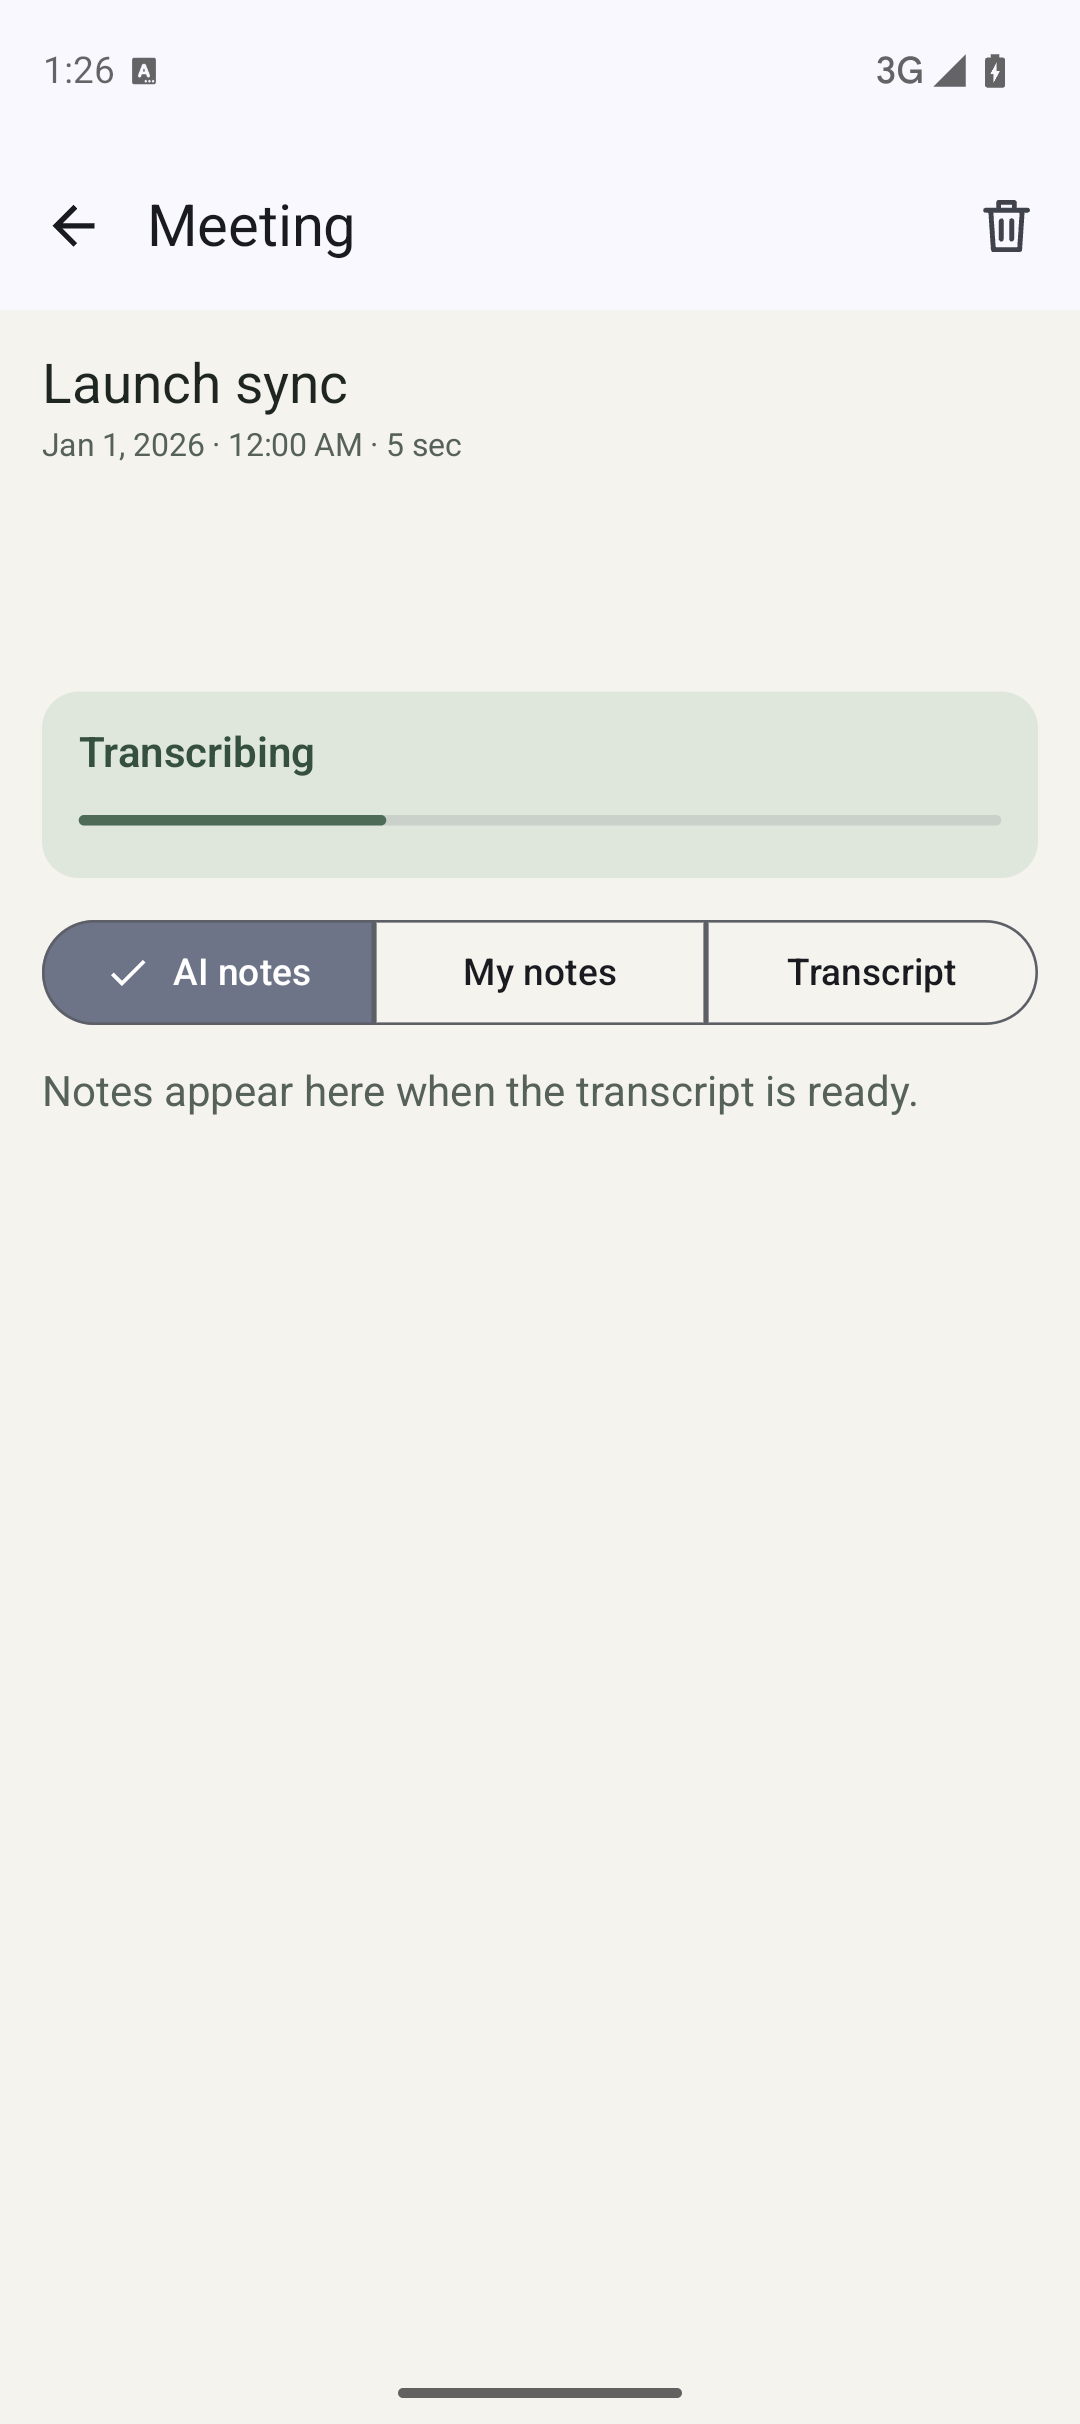 1:26
3G
Meeting
Launch sync
Jan 1, 2026 · 12:00 AM · 5 sec
Transcribing
AI notes
My notes
Transcript
Notes appear here when the transcript is ready.